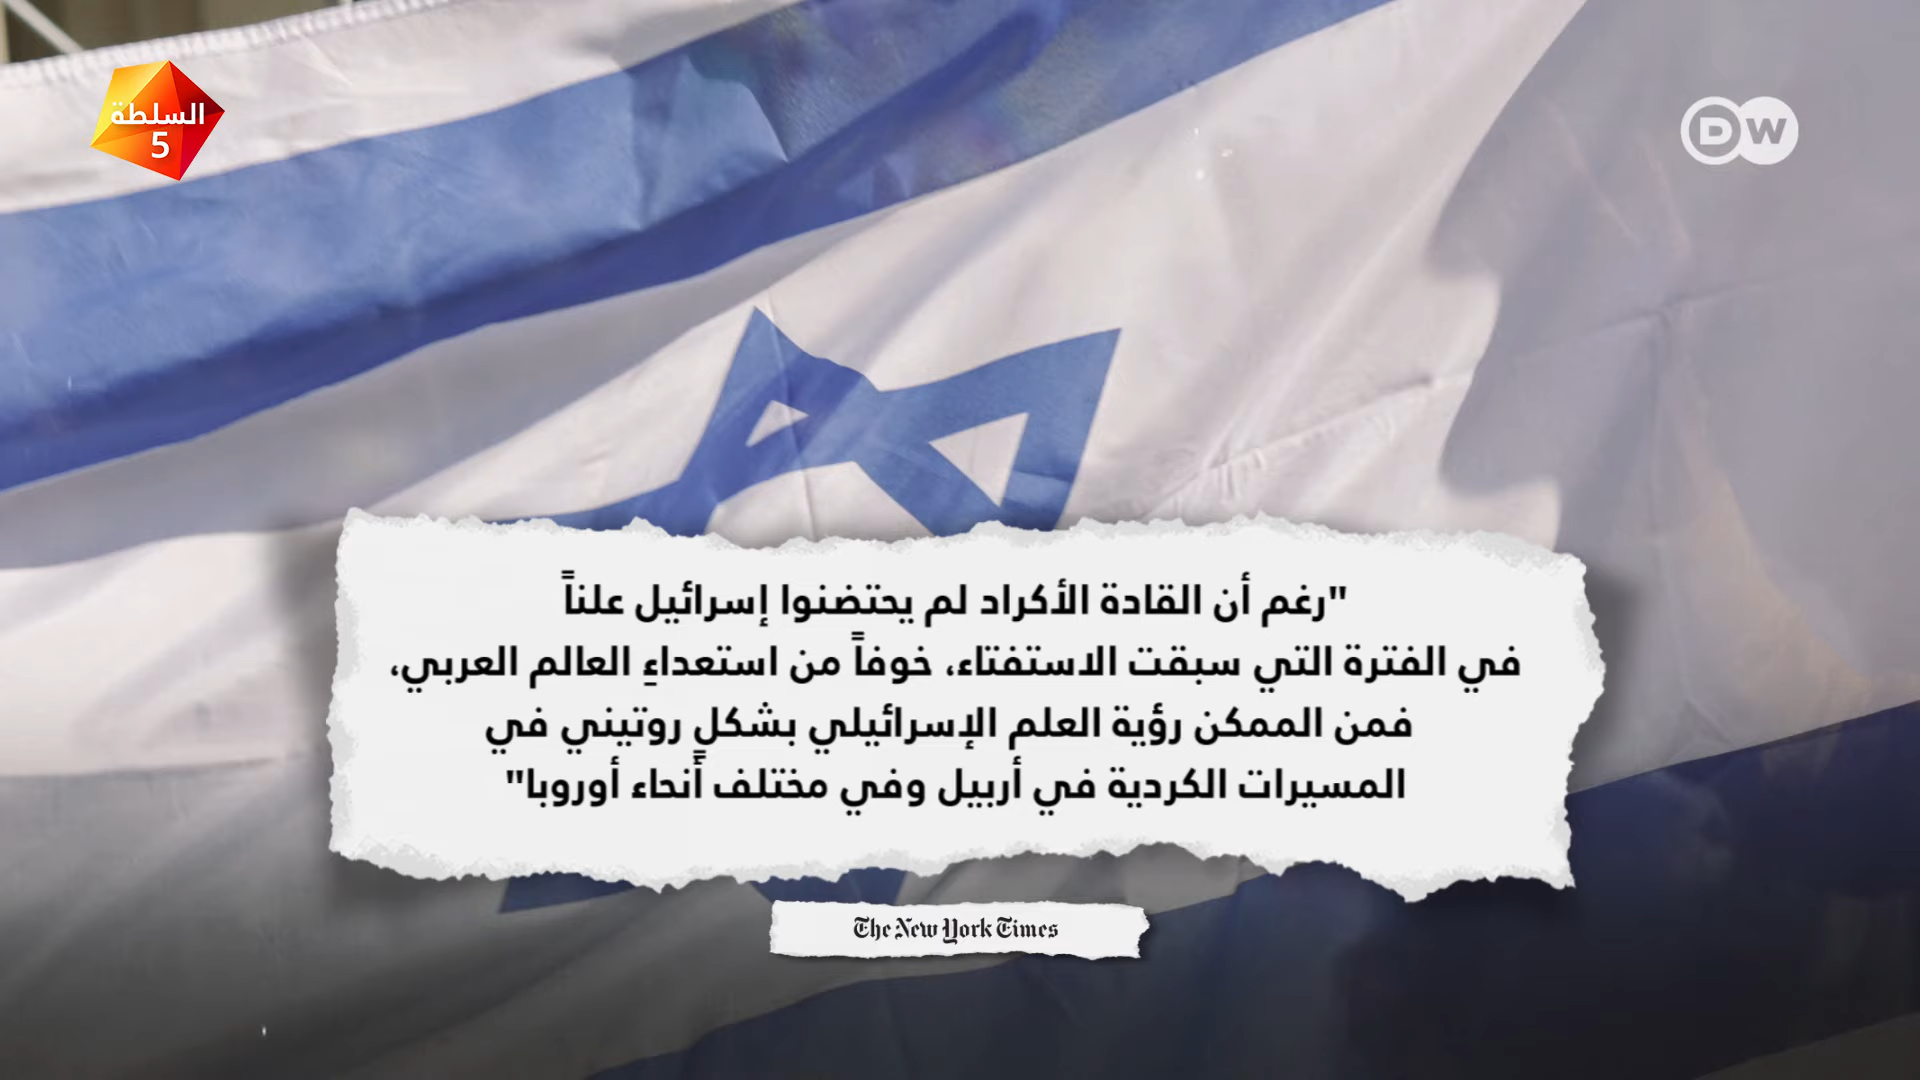 السلطة
5
DW
"رغم أن القادة الأكراد لم يحتضنوا إسرائيل علناً
في الفترة التي سبقت الاستفتاء، خوفاً من استعداءِ العالم العربي،
فمن الممكن رؤية العلم الإسرائيلي بشكلٍ روتيني في
المسيرات الكردية في أربيل وفي مختلف أنحاء أوروبا"
The New York Times